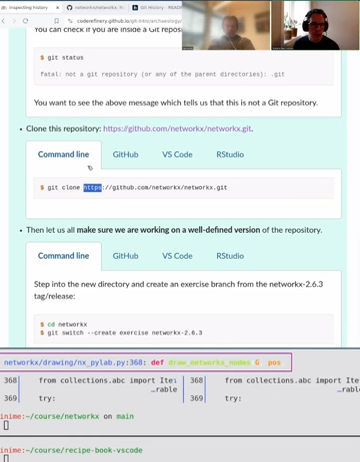 Inspecting history
networkx/networkx: N
Git History - READ
coderefinery.github.io/git-intro/archaeology
You can check if you are inside a Git repository
$ git status
fatal: not a git repository (or any of the parent directories): .git
You want to see the above message which tells us that this is not a Git repository.
• Clone this repository: https://github.com/networkx/networkx.git.
Command line GitHub VS Code RStudio
$ git clone https://github.com/networkx/networkx.git
• Then let us all make sure we are working on a well-defined version of the repository.
Command line GitHub VS Code RStudio
Step into the new directory and create an exercise branch from the networkx-2.6.3
tag/release:
$ cd networkx
$ git switch --create exercise networkx-2.6.3
networkx/drawing/nx_pylab.py:368: def draw_networkx_nodes G pos
368│ from collections.abc import Ite↴ 368│ from collections.abc import Ite
…rable …rable
369│ try: 369│ try:
inime:~/course/networkx on main
inime:~/course/recipe-book-vscode